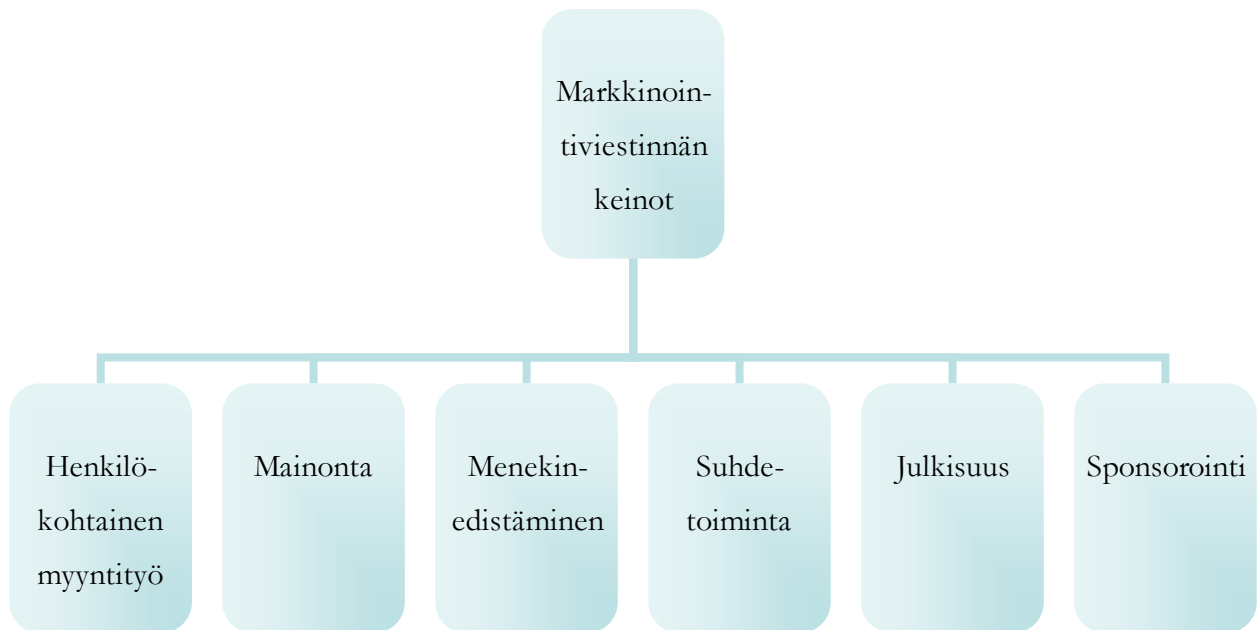 Markkinoin-
tiviestinnän
keinot
Henkilö-
kohtainen
myyntityö
Mainonta
Menekin-
edistäminen
Suhde-
toiminta
Julkisuus
Sponsorointi